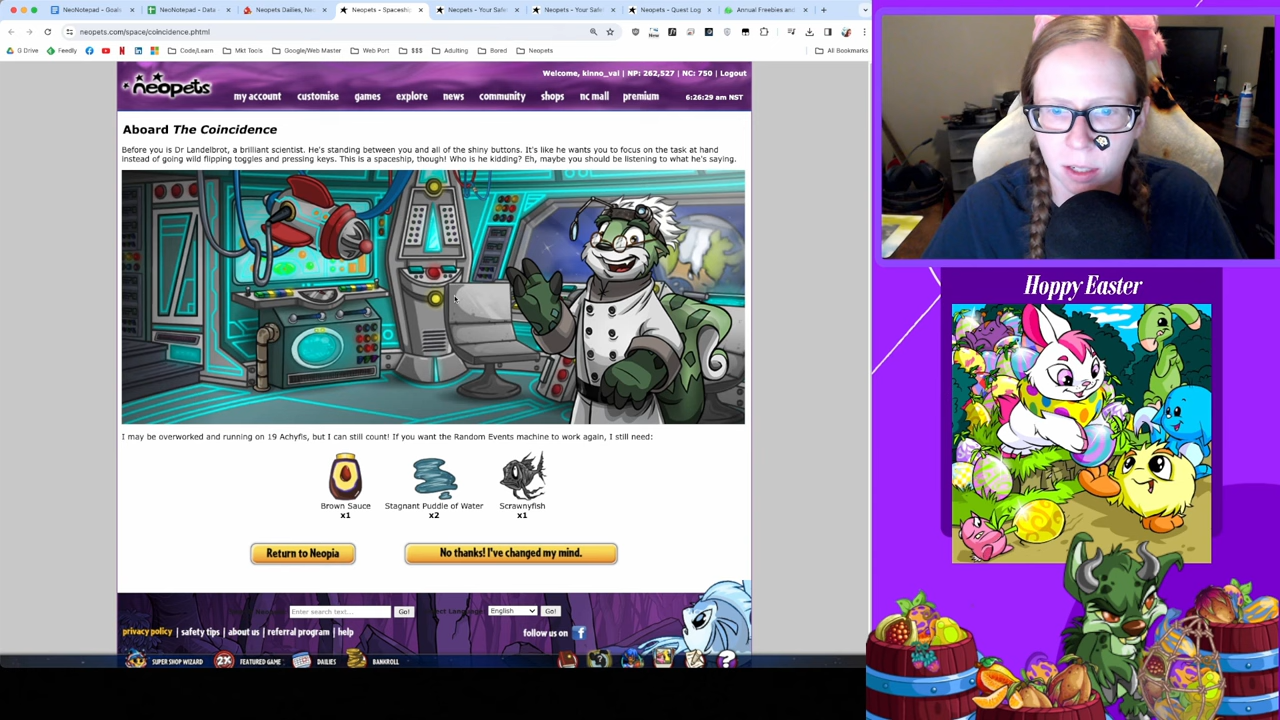 NeoNotepad - Goals
NeoNotepad - Data
Neopets Dailies, Ne
Neopets - Spaceshi
Neopets - Your Safe
Neopets - Your Safe
Neopets - Quest Log
Annual Freebies and
neopets.com/space/coincidence.phtml
G Drive
Feedly
Code/Learn
Mkt Tools
Google/Web Master
Web Port
$$$
Adulting
Bored
Neopets
All Bookmarks
neopets
Welcome, kinno_val | NP: 262,527 | NC: 750 | Logout
my account customise games explore news community shops nc mall premium 6:26:29 am NST
Aboard The Coincidence
Before you is Dr Landelbrot, a brilliant scientist. He's standing between you and all of the shiny buttons. It's like he wants you to focus on the task at hand
instead of going wild flipping toggles and pressing keys. This is a spaceship, though! Who is he kidding? Eh, maybe you should be listening to what he's saying.
I may be overworked and running on 19 Achyfis, but I can still count! If you want the Random Events machine to work again, I still need:
Brown Sauce
x1
Stagnant Puddle of Water
x2
Scrawnyfish
x1
Return to Neopia
No thanks! I've changed my mind.
Enter search text...
Go!
English
Go!
privacy policy | safety tips | about us | referral program | help
follow us on
SUPER SHOP WIZARD
2X FEATURED GAME
DAILIES
BANKROLL
Hoppy Easter